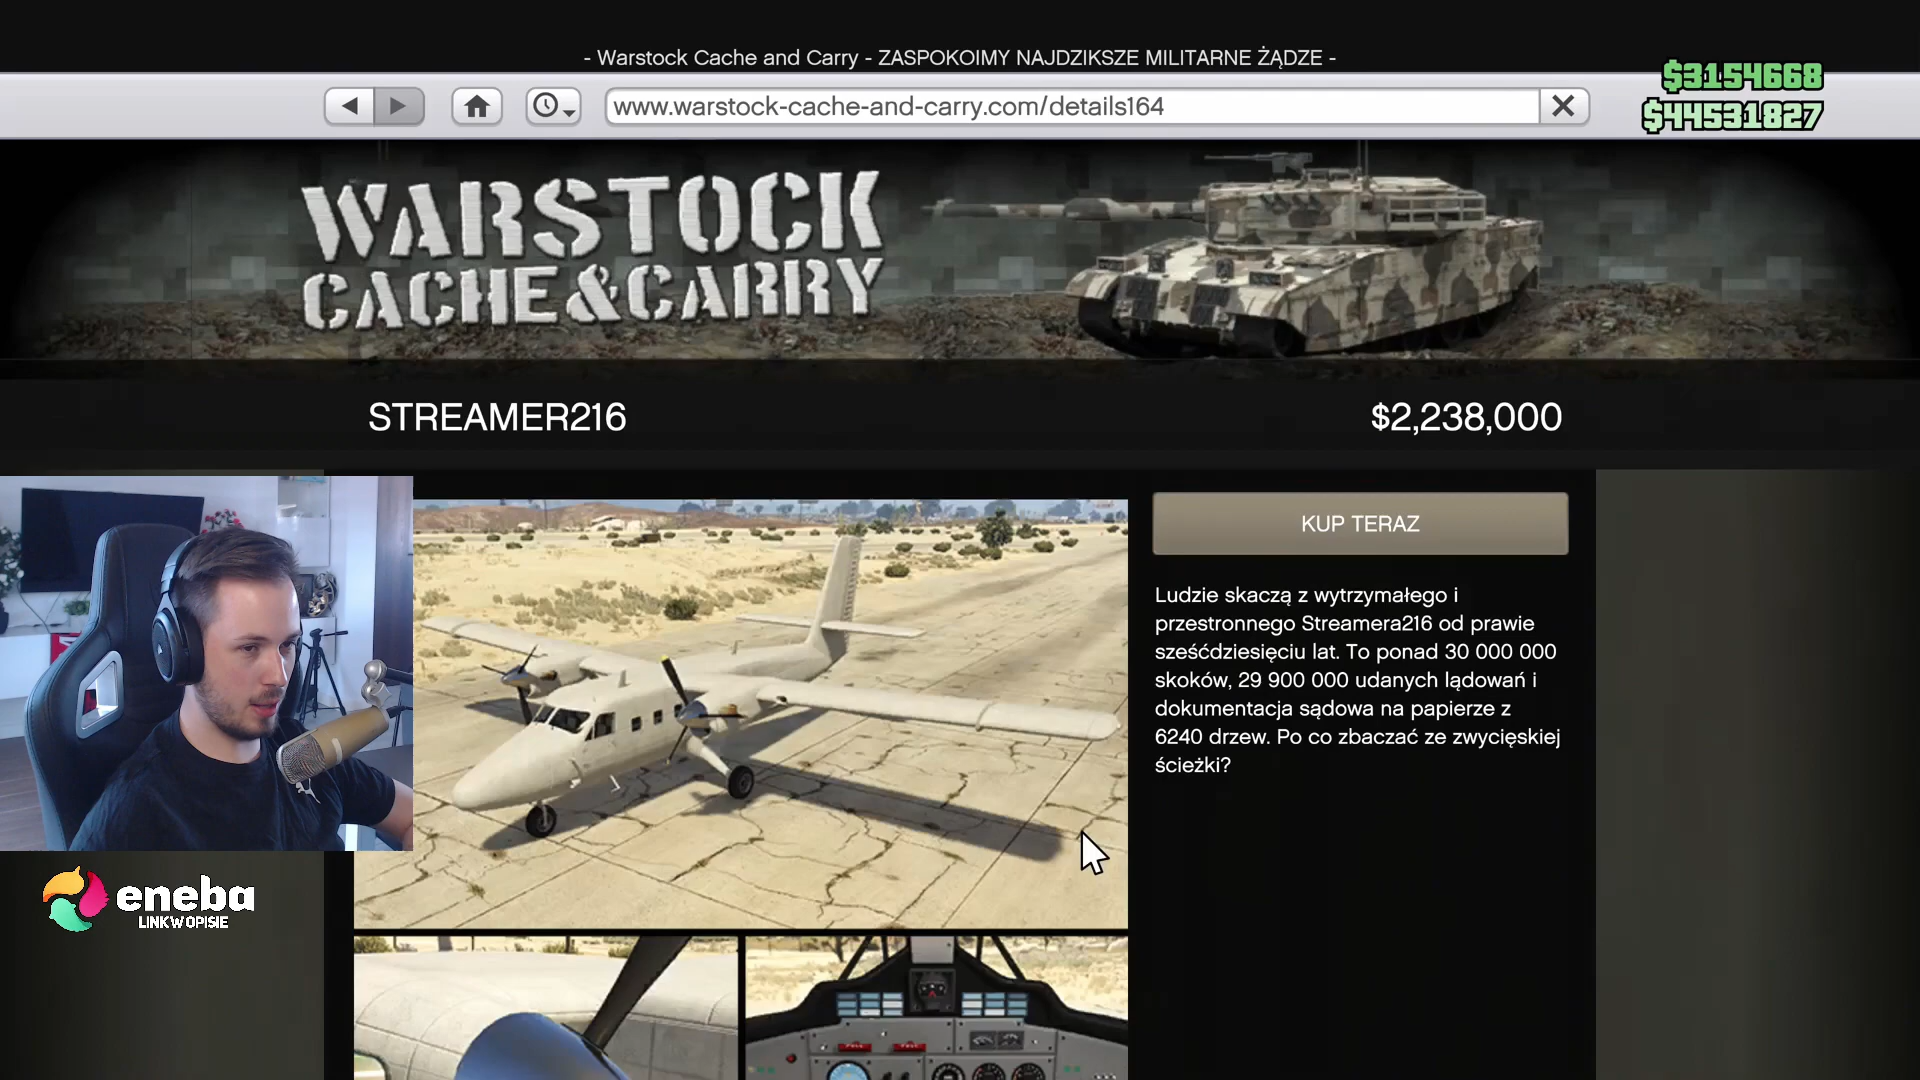 - Warstock Cache and Carry - ZASPOKOIMY NAJDZIKSZE MILITARNE ŻĄDZE -
$3154668
www.warstock-cache-and-carry.com/details164
$44531827
WARSTOCK
CACHE&CARRY
STREAMER216
$2,238,000
KUP TERAZ
Ludzie skaczą z wytrzymałego i
przestronnego Streamera216 od prawie
sześćdziesięciu lat. To ponad 30 000 000
skoków, 29 900 000 udanych lądowań i
dokumentacja sądowa na papierze z
6240 drzew. Po co zbaczać ze zwycięskiej
ścieżki?
eneba
LINK W OPISIE